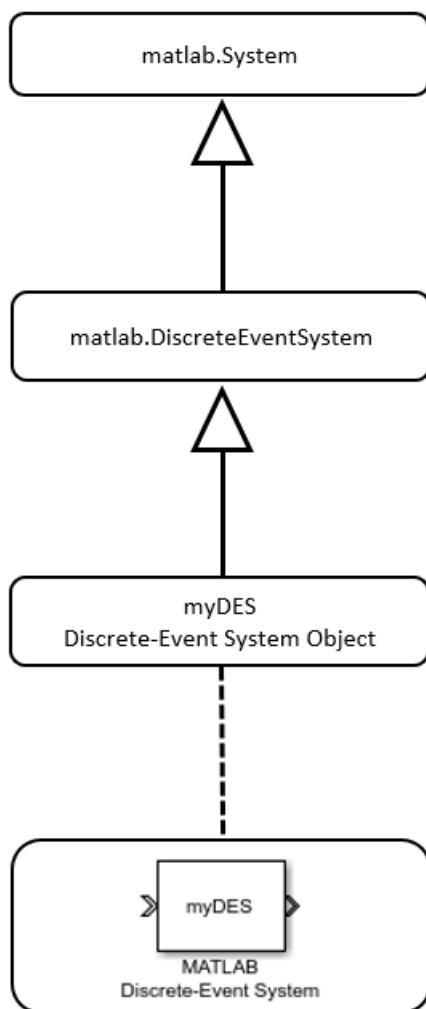 matlab.System
matlab.DiscreteEventSystem
myDES
Discrete-Event System Object
myDES
MATLAB
Discrete-Event System